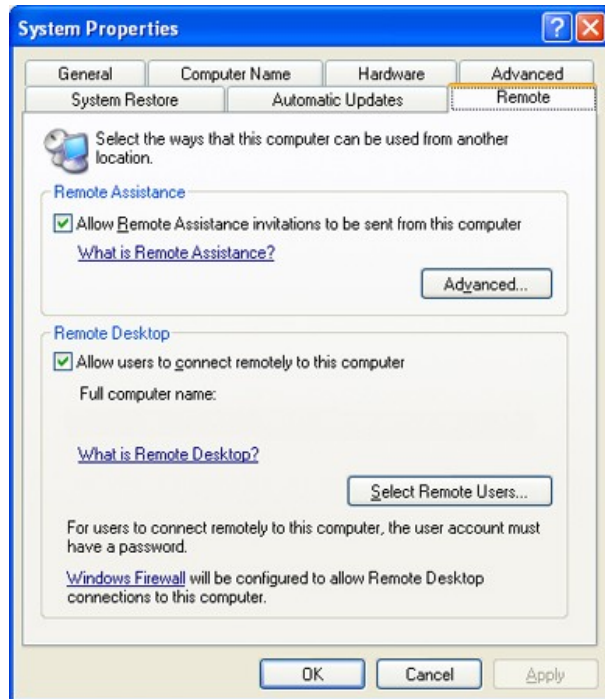 System Properties
General Computer Name Hardware Advanced
System Restore Automatic Updates Remote
Select the ways that this computer can be used from another
location.
Remote Assistance
Allow Remote Assistance invitations to be sent from this computer
What is Remote Assistance?
Advanced...
Remote Desktop
Allow users to connect remotely to this computer
Full computer name:
What is Remote Desktop?
Select Remote Users...
For users to connect remotely to this computer, the user account must
have a password.
Windows Firewall will be configured to allow Remote Desktop
connections to this computer.
OK Cancel Apply